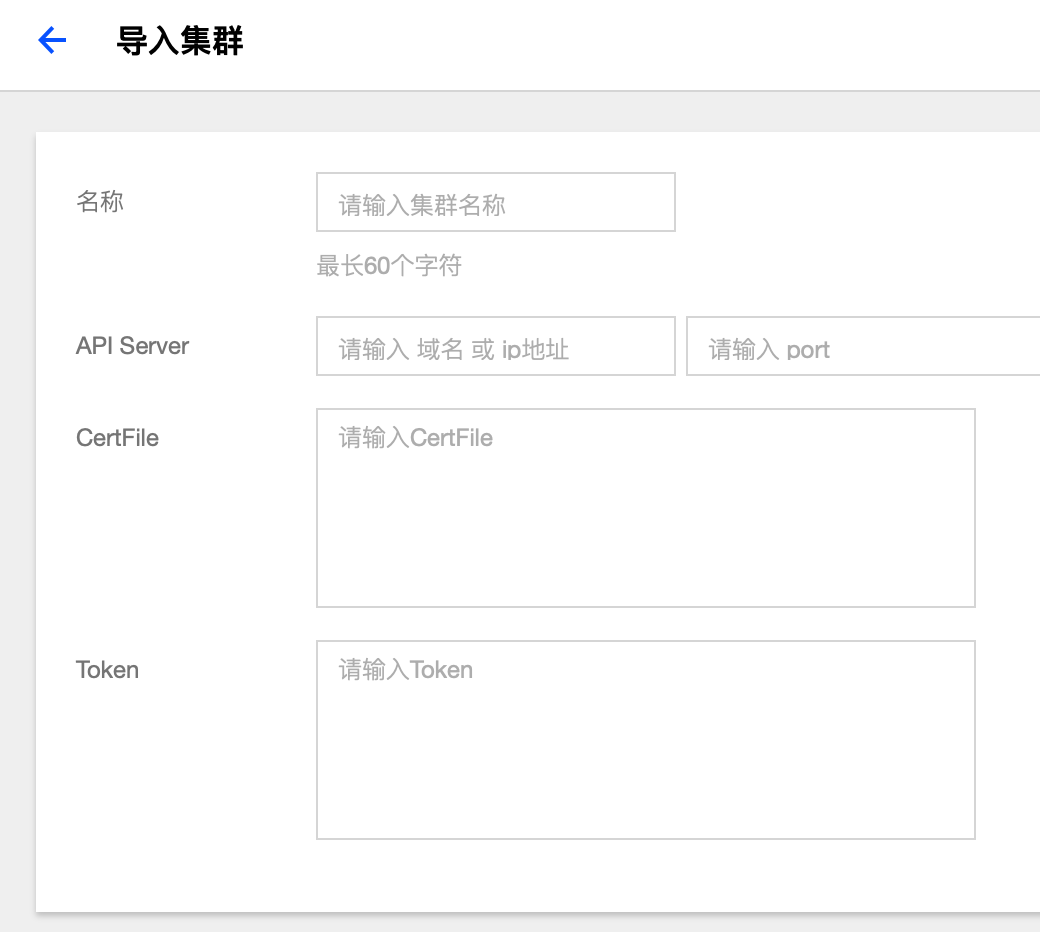 导入集群
名称
请输入集群名称
最长60个字符
API Server
请输入 域名 或 ip地址
请输入 port
CertFile
请输入CertFile
Token
请输入Token